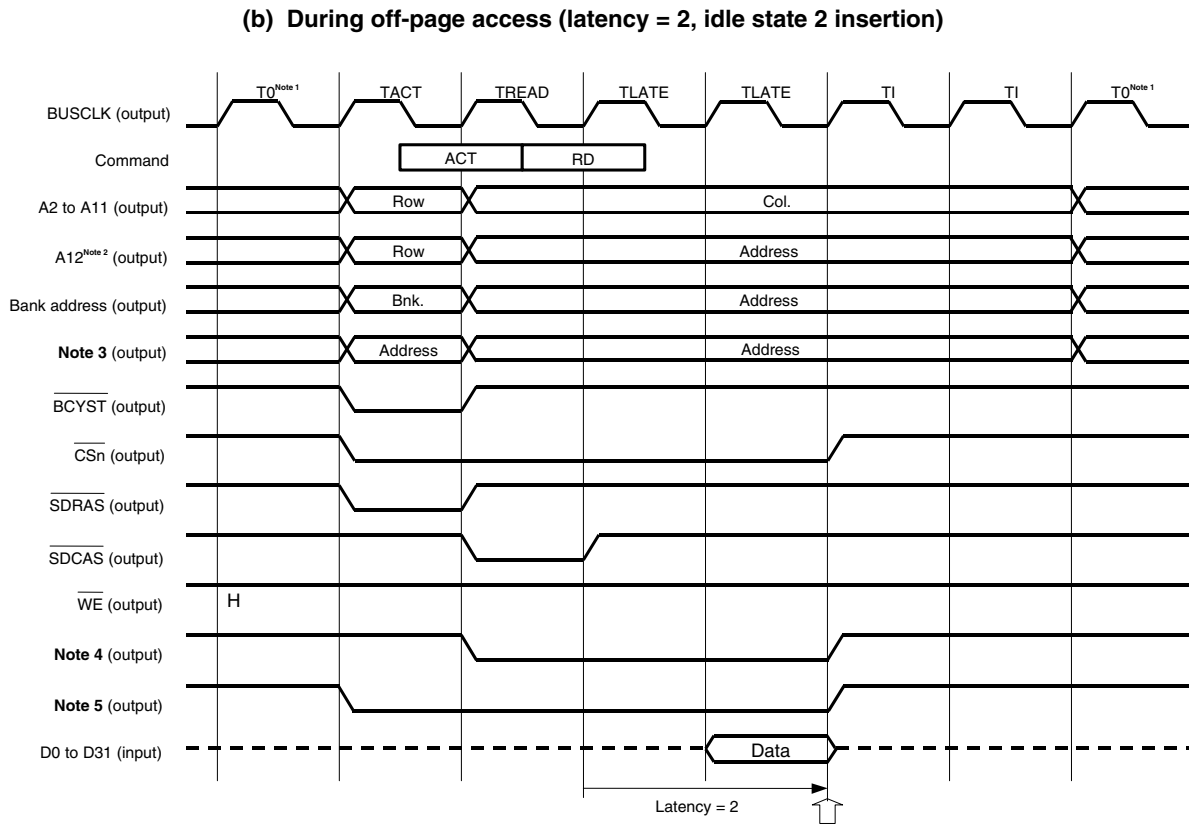 (b) During off-page access (latency = 2, idle state 2 insertion)
T0Note 1 TACT TREAD TLATE TLATE TI TI T0Note 1
BUSCLK (output)
Command ACT RD
A2 to A11 (output) Row Col.
A12Note 2 (output) Row Address
Bank address (output) Bnk. Address
Note 3 (output) Address Address
BCYST (output)
CSn (output)
SDRAS (output)
SDCAS (output)
WE (output) H
Note 4 (output)
Note 5 (output)
D0 to D31 (input) Data
Latency = 2